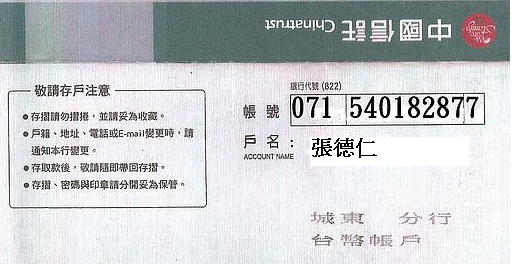 中國信託 Chinatrust
We are Family
敬請存戶注意
●存摺請勿摺捲，並請妥為收藏。
●戶籍、地址、電話或E-mail變更時，請
通知本行變更。
●存取款後，敬請隨即帶回存摺。
●存摺、密碼與印章請分開妥為保管。
銀行代號 (822)
帳 號 071 540182877
戶 名：張德仁
ACCOUNT NAME
城東 分行
台幣帳戶